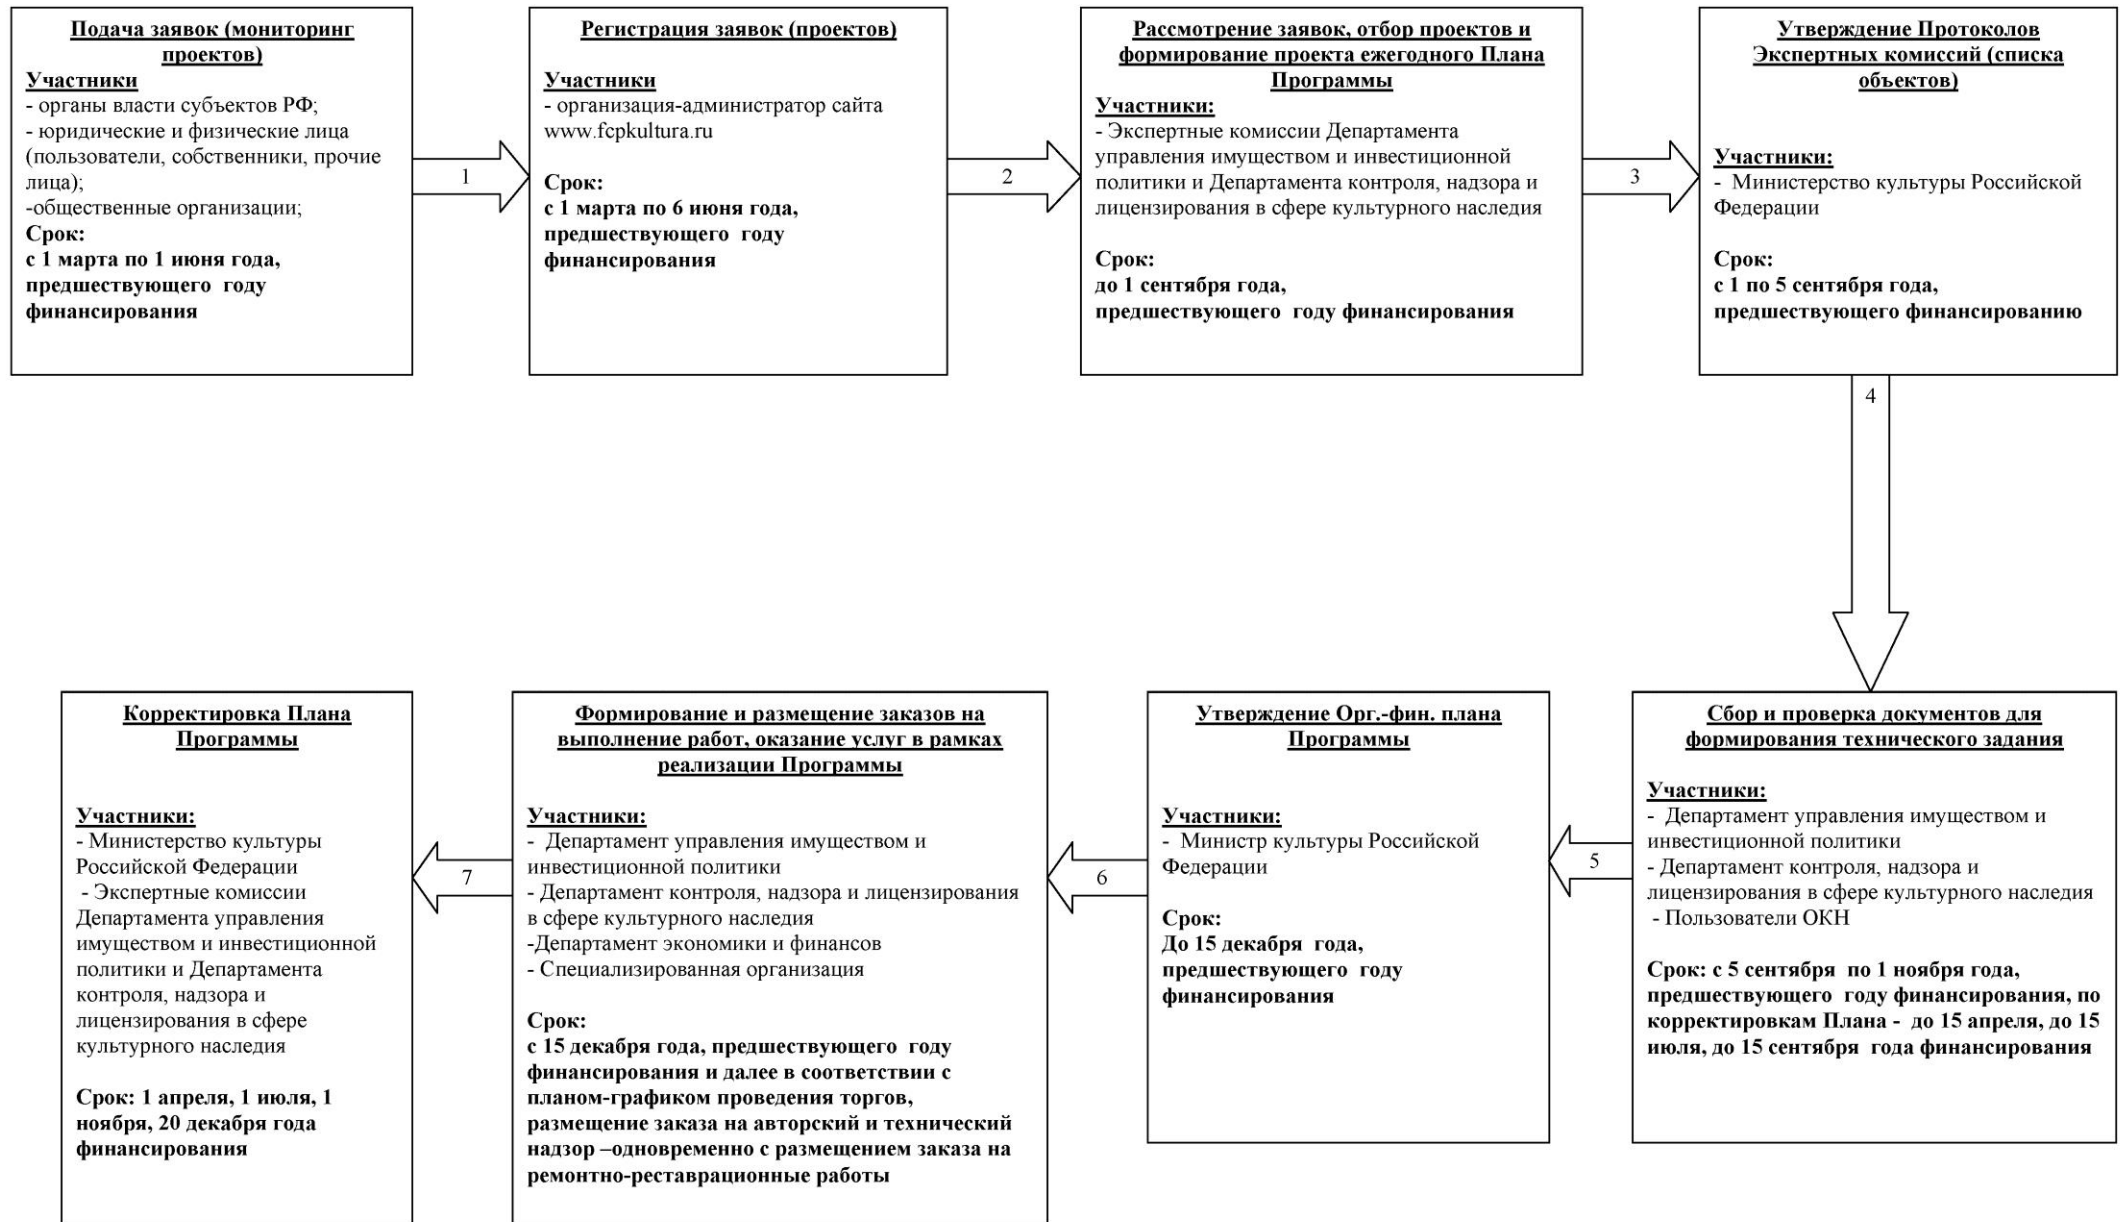 Подача заявок (мониторинг
проектов)
Участники
- органы власти субъектов РФ;
- юридические и физические лица
(пользователи, собственники, прочие
лица);
-общественные организации;
Срок:
с 1 марта по 1 июня года,
предшествующего году
финансирования
1
Регистрация заявок (проектов)
Участники
- организация-администратор сайта
www.fcpkultura.ru
Срок:
с 1 марта по 6 июня года,
предшествующего году
финансирования
2
Рассмотрение заявок, отбор проектов и
формирование проекта ежегодного Плана
Программы
Участники:
- Экспертные комиссии Департамента
управления имуществом и инвестиционной
политики и Департамента контроля, надзора и
лицензирования в сфере культурного наследия
Срок:
до 1 сентября года,
предшествующего году финансирования
3
Утверждение Протоколов
Экспертных комиссий (списка
объектов)
Участники:
- Министерство культуры Российской
Федерации
Срок:
с 1 по 5 сентября года,
предшествующего финансированию
4
Сбор и проверка документов для
формирования технического задания
Участники:
- Департамент управления имуществом и
инвестиционной политики
- Департамент контроля, надзора и
лицензирования в сфере культурного наследия
- Пользователи ОКН
Срок: с 5 сентября по 1 ноября года,
предшествующего году финансирования, по
корректировкам Плана - до 15 апреля, до 15
июля, до 15 сентября года финансирования
5
Утверждение Орг.-фин. плана
Программы
Участники:
- Министр культуры Российской
Федерации
Срок:
До 15 декабря года,
предшествующего году
финансирования
6
Формирование и размещение заказов на
выполнение работ, оказание услуг в рамках
реализации Программы
Участники:
- Департамент управления имуществом и
инвестиционной политики
- Департамент контроля, надзора и лицензирования
в сфере культурного наследия
-Департамент экономики и финансов
- Специализированная организация
Срок:
с 15 декабря года, предшествующего году
финансирования и далее в соответствии с
планом-графиком проведения торгов,
размещение заказа на авторский и технический
надзор –одновременно с размещением заказа на
ремонтно-реставрационные работы
7
Корректировка Плана
Программы
Участники:
- Министерство культуры
Российской Федерации
- Экспертные комиссии
Департамента управления
имуществом и инвестиционной
политики и Департамента
контроля, надзора и
лицензирования в сфере
культурного наследия
Срок: 1 апреля, 1 июля, 1
ноября, 20 декабря года
финансирования